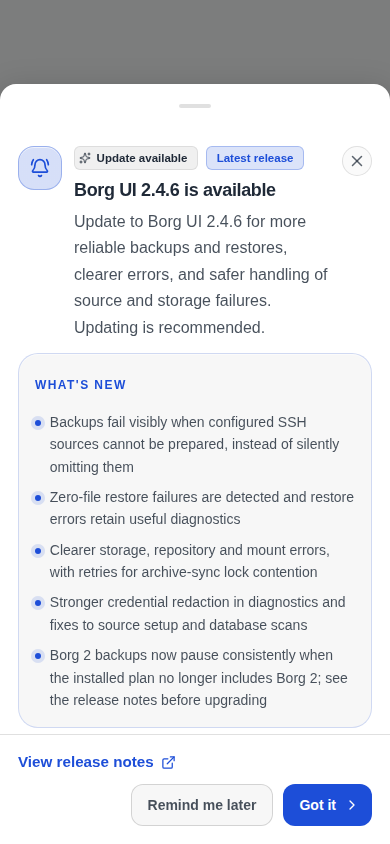 Update available
Latest release
Borg UI 2.4.6 is available
Update to Borg UI 2.4.6 for more
reliable backups and restores,
clearer errors, and safer handling of
source and storage failures.
Updating is recommended.
WHAT'S NEW
Backups fail visibly when configured SSH
sources cannot be prepared, instead of silently
omitting them
Zero-file restore failures are detected and restore
errors retain useful diagnostics
Clearer storage, repository and mount errors,
with retries for archive-sync lock contention
Stronger credential redaction in diagnostics and
fixes to source setup and database scans
Borg 2 backups now pause consistently when
the installed plan no longer includes Borg 2; see
the release notes before upgrading
View release notes
Remind me later
Got it